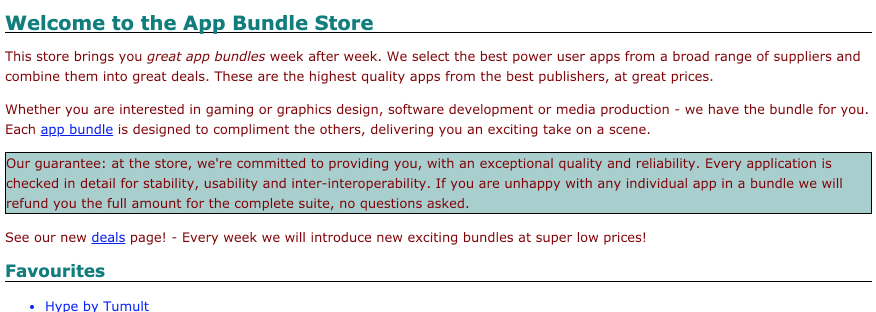 Welcome to the App Bundle Store
This store brings you great app bundles week after week. We select the best power user apps from a broad range of suppliers and
combine them into great deals. These are the highest quality apps from the best publishers, at great prices.
Whether you are interested in gaming or graphics design, software development or media production - we have the bundle for you.
Each app bundle is designed to compliment the others, delivering you an exciting take on a scene.
Our guarantee: at the store, we're committed to providing you, with an exceptional quality and reliability. Every application is
checked in detail for stability, usability and inter-interoperability. If you are unhappy with any individual app in a bundle we will
refund you the full amount for the complete suite, no questions asked.
See our new deals page! - Every week we will introduce new exciting bundles at super low prices!
Favourites
• Hype by Tumult